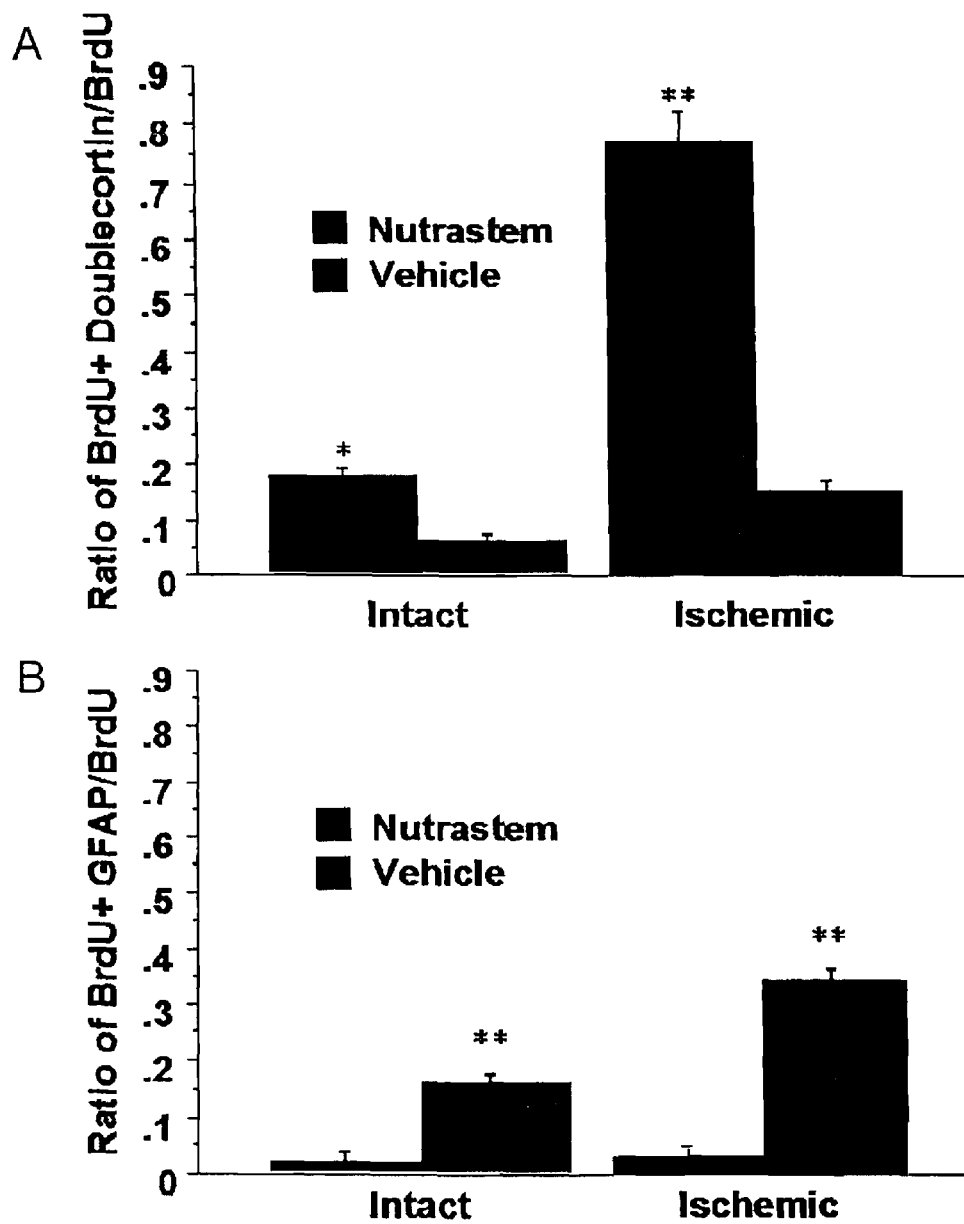 A
Ratio of BrdU+ Doublecortin/BrdU
.9
.8
.7
.6
.5
.4
.3
.2
.1
0
**
Nutrastem
Vehicle
*
Intact
Ischemic
B
Ratio of BrdU+ GFAP/BrdU
.9
.8
.7
.6
.5
.4
.3
.2
.1
0
Nutrastem
Vehicle
**
**
Intact
Ischemic